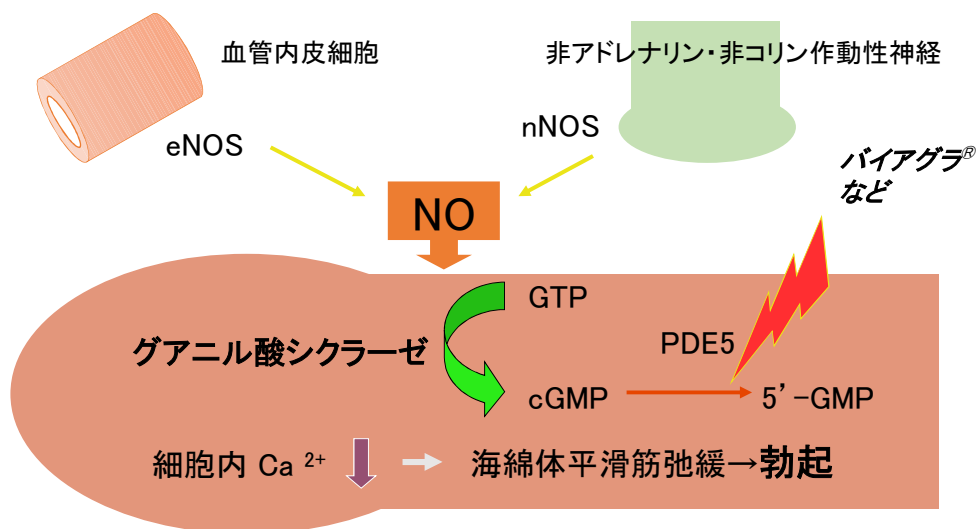 血管内皮細胞
非アドレナリン・非コリン作動性神経
eNOS
nNOS
バイアグラ®
など
NO
GTP
グアニル酸シクラーゼ
PDE5
cGMP
5’-GMP
細胞内 Ca ²⁺
海綿体平滑筋弛緩→勃起